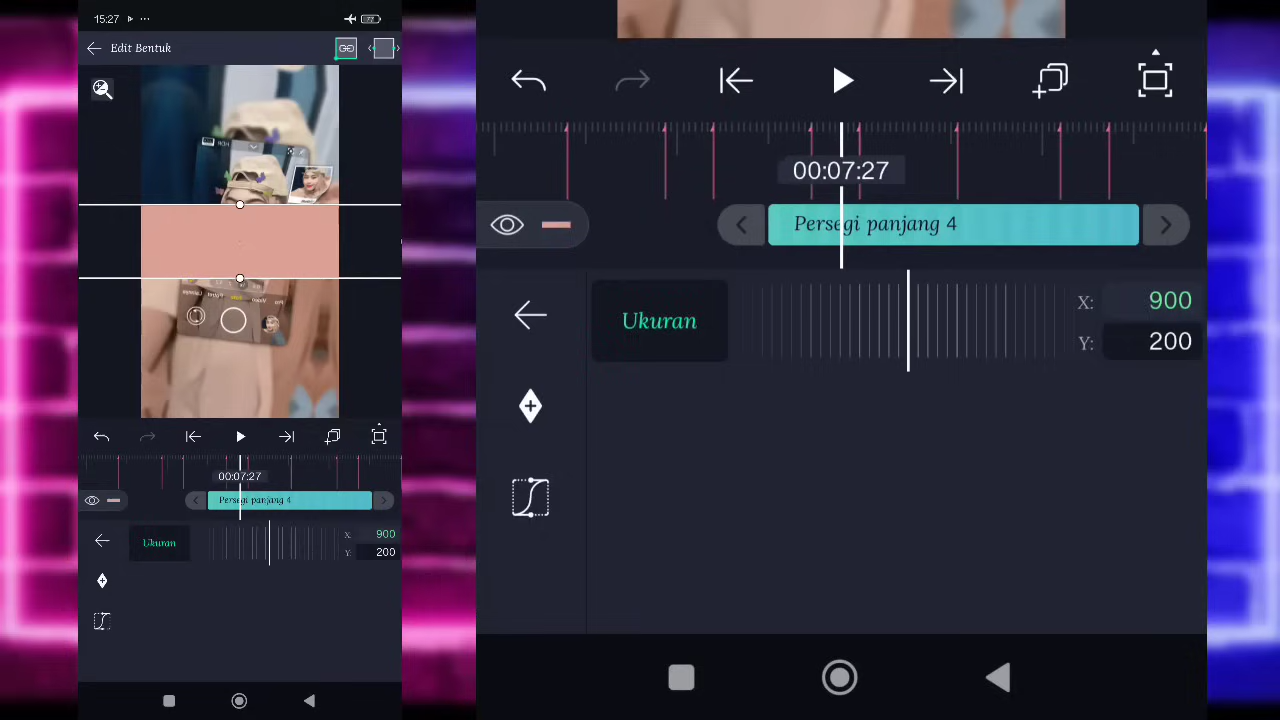 15:27
77
Edit Bentuk
00:07:27
Persegi panjang 4
Ukuran
X: 900
Y: 200
00:07:27
Persegi panjang 4
Ukuran
X: 900
Y: 200